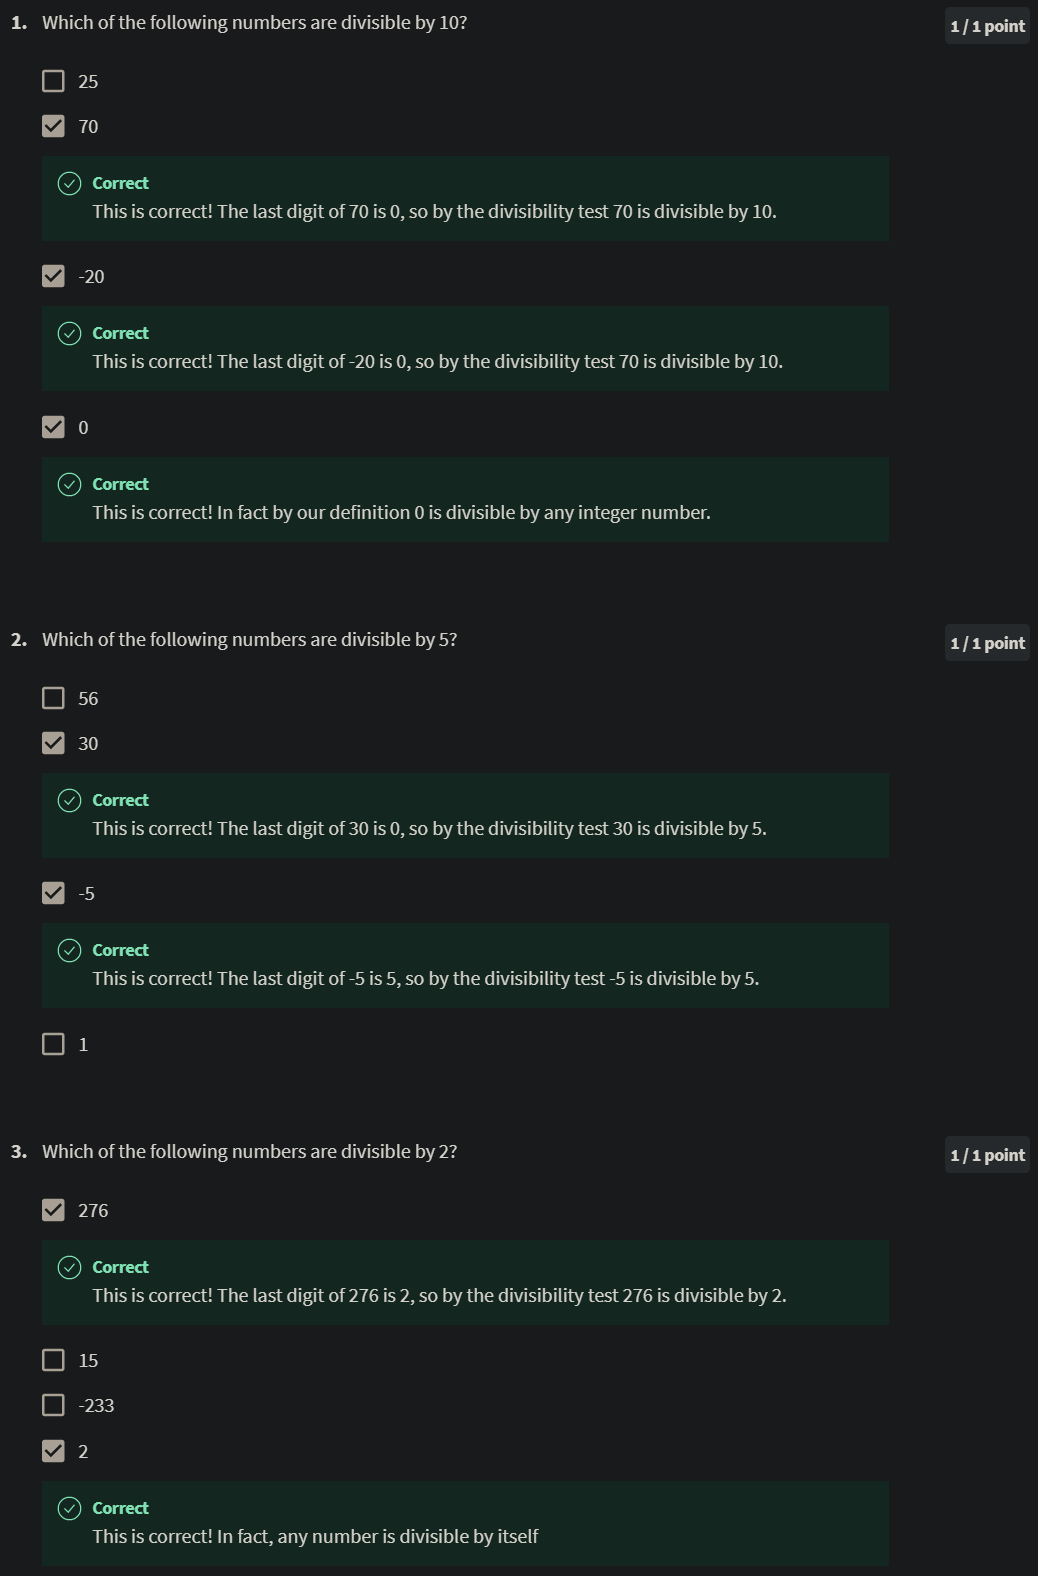 1. Which of the following numbers are divisible by 10?
1 / 1 point
25
70
Correct
This is correct! The last digit of 70 is 0, so by the divisibility test 70 is divisible by 10.
-20
Correct
This is correct! The last digit of -20 is 0, so by the divisibility test 70 is divisible by 10.
0
Correct
This is correct! In fact by our definition 0 is divisible by any integer number.
2. Which of the following numbers are divisible by 5?
1 / 1 point
56
30
Correct
This is correct! The last digit of 30 is 0, so by the divisibility test 30 is divisible by 5.
-5
Correct
This is correct! The last digit of -5 is 5, so by the divisibility test -5 is divisible by 5.
1
3. Which of the following numbers are divisible by 2?
1 / 1 point
276
Correct
This is correct! The last digit of 276 is 2, so by the divisibility test 276 is divisible by 2.
15
-233
2
Correct
This is correct! In fact, any number is divisible by itself